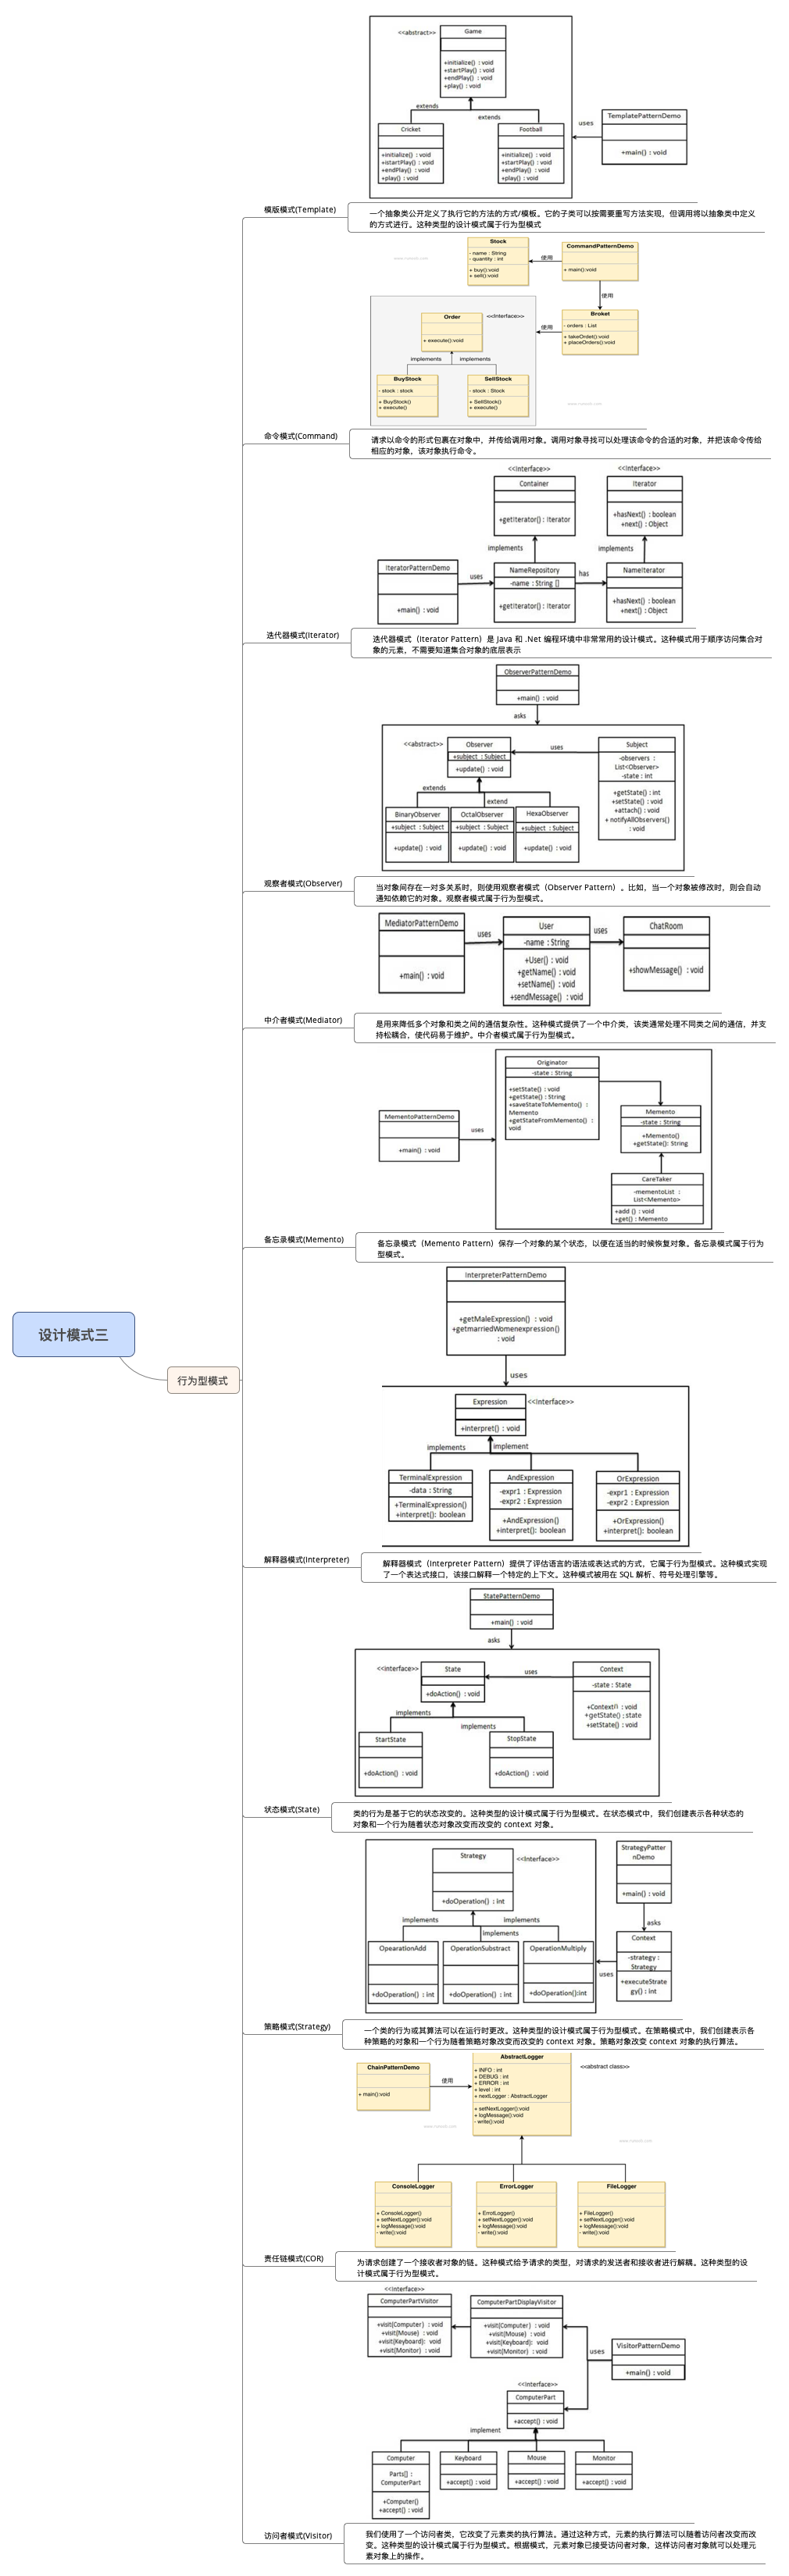 设计模式三
行为型模式
<<abstract>>
Game
+initialize() : void
+startPlay() : void
+endPlay() : void
+play() : void
extends
extends
Cricket
+initialize() : void
+istartPlay() : void
+endPlay() : void
+play() : void
Football
+initialize() : void
+istartPlay() : void
+endPlay() : void
+play() : void
uses
TemplatePatternDemo
+main() : void
模版模式(Template)
一个抽象类公开定义了执行它的方法的方式/模板。它的子类可以按需要重写方法实现，但调用将以抽象类中定义
的方式进行。这种类型的设计模式属于行为型模式
Stock
- name : String
- quantity : int
+ buy():void
+ sell():void
使用
CommandPatternDemo
+ main():void
使用
Order
<<Interface>>
+ execute():void
使用
Broket
- orders : List
+ takeOrdet():void
+ placeOrders():void
implements
implements
BuyStock
- stock : stock
+ BuyStock()
+ execute()
SellStock
- stock : Stock
+ SellStock()
+ execute()
命令模式(Command)
请求以命令的形式包裹在对象中，并传给调用对象。调用对象寻找可以处理该命令的合适的对象，并把该命令传给
相应的对象，该对象执行命令。
<<Interface>>
Container
+getIterator() : Iterator
<<Interface>>
Iterator
+hasNext() : boolean
+next() : Object
implements
implements
IteratorPatternDemo
+main() : void
uses
NameRepository
-name : String []
+getIterator() : Iterator
has
NameIterator
+hasNext() : boolean
+next() : Object
迭代器模式(Iterator)
迭代器模式（Iterator Pattern）是 Java 和 .Net 编程环境中非常常用的设计模式。这种模式用于顺序访问集合对
象的元素，不需要知道集合对象的底层表示
ObserverPatternDemo
+main() : void
asks
<<abstract>>
Observer
+subject : Subject
+update() : void
uses
Subject
-observers :
List<Observer>
-state : int
+getState() : int
+setState() : void
+attach() : void
+ notifyAllObservers()
: void
extends
extend
BinaryObserver
+subject : Subject
+update() : void
OctalObserver
+subject : Subject
+update() : void
HexaObserver
+subject : Subject
+update() : void
观察者模式(Observer)
当对象间存在一对多关系时，则使用观察者模式（Observer Pattern）。比如，当一个对象被修改时，则会自动
通知依赖它的对象。观察者模式属于行为型模式。
MediatorPatternDemo
+main() : void
uses
User
-name : String
+User() : void
+getName() : void
+setName() : void
+sendMessage() : void
uses
ChatRoom
+showMessage() : void
中介者模式(Mediator)
是用来降低多个对象和类之间的通信复杂性。这种模式提供了一个中介类，该类通常处理不同类之间的通信，并支
持松耦合，使代码易于维护。中介者模式属于行为型模式。
Originator
-state : String
+setState() : void
+getState() : String
+saveStateToMemento() :
Memento
+getStateFromMemento() :
void
MementoPatternDemo
+main() : void
uses
Memento
-state : String
+Memento()
+getState(): String
CareTaker
-mementoList :
List<Memento>
+add () : void
+get() : Memento
备忘录模式(Memento)
备忘录模式（Memento Pattern）保存一个对象的某个状态，以便在适当的时候恢复对象。备忘录模式属于行为
型模式。
InterpreterPatternDemo
+getMaleExpression() : void
+getmarriedWomenexpression()
: void
uses
Expression
<<Interface>>
+interpret() : void
implements
implement
TerminalExpression
-data : String
+TerminalExpression()
+interpret(): boolean
AndExpression
-expr1 : Expression
-expr2 : Expression
+AndExpression()
+interpret(): boolean
OrExpression
-expr1 : Expression
-expr2 : Expression
+OrExpression()
+interpret(): boolean
解释器模式(Interpreter)
解释器模式（Interpreter Pattern）提供了评估语言的语法或表达式的方式，它属于行为型模式。这种模式实现
了一个表达式接口，该接口解释一个特定的上下文。这种模式被用在 SQL 解析、符号处理引擎等。
StatePatternDemo
+main() : void
asks
<<interface>>
State
+doAction() : void
uses
Context
-state : State
+Context() : void
+getState() : state
+setState() : void
implements
implements
StartState
+doAction() : void
StopState
+doAction() : void
状态模式(State)
类的行为是基于它的状态改变的。这种类型的设计模式属于行为型模式。在状态模式中，我们创建表示各种状态的
对象和一个行为随着状态对象改变而改变的 context 对象。
Strategy
<<Interface>>
+doOperation() : int
StrategyPatter
nDemo
+main() : void
asks
implements
Implements
Implements
OpearationAdd
+doOperation() : int
OperationSubstract
+doOperation() : int
OperationMultiply
+doOperation():int
uses
Context
-strategy :
Strategy
+executeStrate
gy() : int
策略模式(Strategy)
一个类的行为或其算法可以在运行时更改。这种类型的设计模式属于行为型模式。在策略模式中，我们创建表示各
种策略的对象和一个行为随着策略对象改变而改变的 context 对象。策略对象改变 context 对象的执行算法。
ChainPatternDemo
+ main():void
使用
AbstractLogger
<<abstract class>>
+ INFO : int
+ DEBUG : int
+ ERROR : int
+ level : int
+ nextLogger : AbstractLogger
+ setNextLogger:void
+ logMessage():void
- write():void
ConsoleLogger
+ ConsoleLogger()
+ setNextLogger():void
+ logMessage():void
- write():void
ErrorLogger
+ ErrotLogger()
+ setNextLogger():void
+ logMessage():void
- write():void
FileLogger
+ FileLogger()
+ setNextLogger():void
+ logMessage():void
- write():void
责任链模式(COR)
为请求创建了一个接收者对象的链。这种模式给予请求的类型，对请求的发送者和接收者进行解耦。这种类型的设
计模式属于行为型模式。
<<Interface>>
ComputerPartVisitor
+visit(Computer) : void
+visit(Mouse) : void
+visit(Keyboard): void
+visit(Monitor) : void
ComputerPartDisplayVisitor
+visit(Computer) : void
+visit(Mouse) : void
+visit(Keyboard): void
+visit(Monitor) : void
uses
VisitorPatternDemo
+main() : void
<<Interface>>
ComputerPart
+accept() : void
implement
Computer
Parts[] :
ComputerPart
+Computer()
+accept() : void
Keyboard
+accept() : void
Mouse
+accept() : void
Monitor
+accept() : void
访问者模式(Visitor)
我们使用了一个访问者类，它改变了元素类的执行算法。通过这种方式，元素的执行算法可以随着访问者改变而改
变。这种类型的设计模式属于行为型模式。根据模式，元素对象已接受访问者对象，这样访问者对象就可以处理元
素对象上的操作。